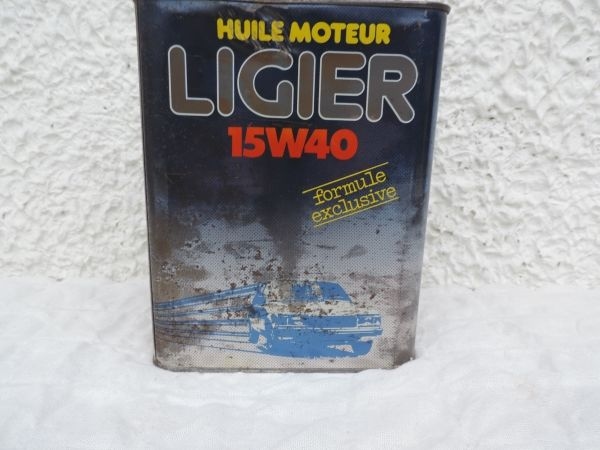 HUILE MOTEUR
LIGIER
15W40
formule
exclusive